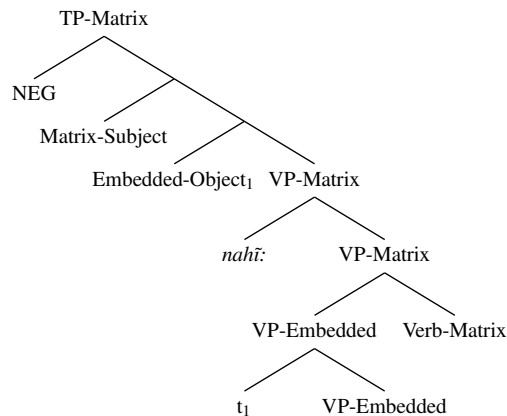 TP-Matrix
NEG
Matrix-Subject
Embedded-Object₁ VP-Matrix
nahĩ: VP-Matrix
VP-Embedded Verb-Matrix
t₁ VP-Embedded